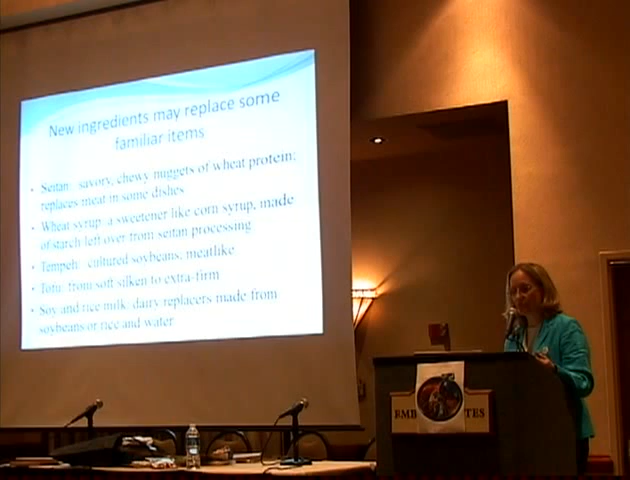 New ingredients may replace some
familiar items
• Seitan: savory, chewy nuggets of wheat protein;
replaces meat in some dishes
• Wheat syrup: a sweetener like corn syrup, made
of starch left over from seitan processing
• Tempeh: cultured soybeans, meatlike
• Tofu: from soft silken to extra-firm
• Soy and rice milk: dairy replacers made from
soybeans or rice and water
EMB
TES